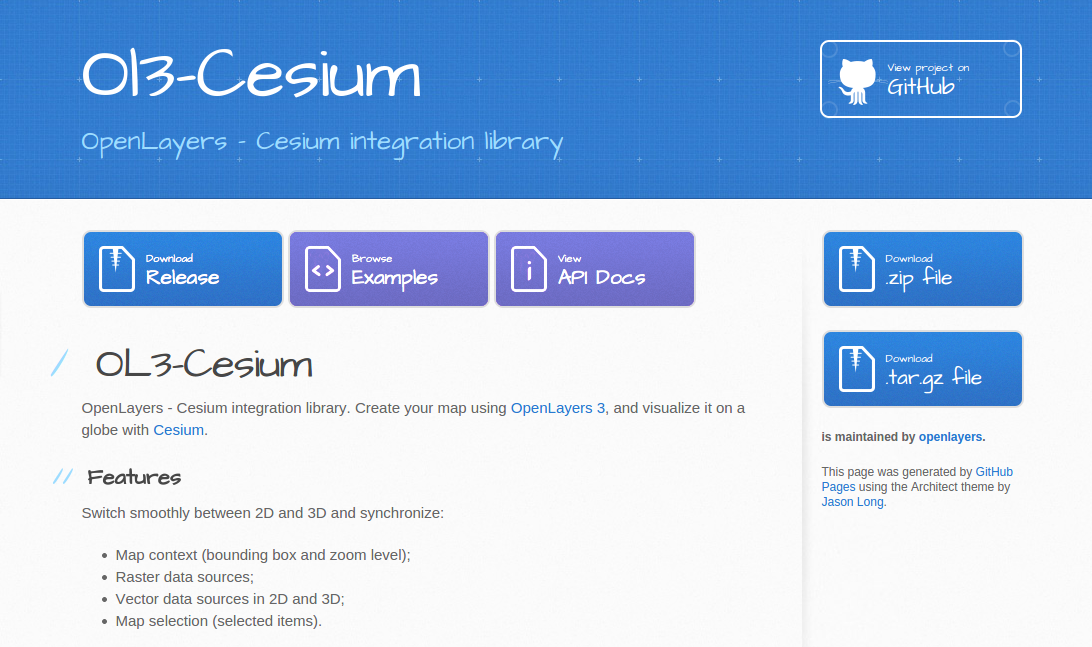 Ol3-Cesium
OpenLayers - Cesium integration library
View project on
GitHub
Download
Release
Browse
Examples
View
API Docs
Download
.zip file
Download
.tar.gz file
OL3-Cesium
OpenLayers - Cesium integration library. Create your map using OpenLayers 3, and visualize it on a
globe with Cesium.
Features
Switch smoothly between 2D and 3D and synchronize:
Map context (bounding box and zoom level);
Raster data sources;
Vector data sources in 2D and 3D;
Map selection (selected items).
is maintained by openlayers.
This page was generated by GitHub
Pages using the Architect theme by
Jason Long.